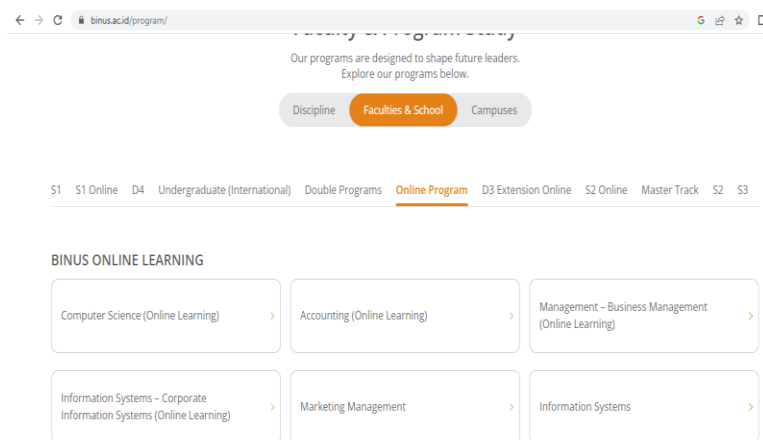 binus.ac.id/program/
Faculty & Program Study
Our programs are designed to shape future leaders.
Explore our programs below.
Discipline Faculties & School Campuses
S1 S1 Online D4 Undergraduate (International) Double Programs Online Program D3 Extension Online S2 Online Master Track S2 S3
BINUS ONLINE LEARNING
Computer Science (Online Learning)
Accounting (Online Learning)
Management – Business Management
(Online Learning)
Information Systems – Corporate
Information Systems (Online Learning)
Marketing Management
Information Systems